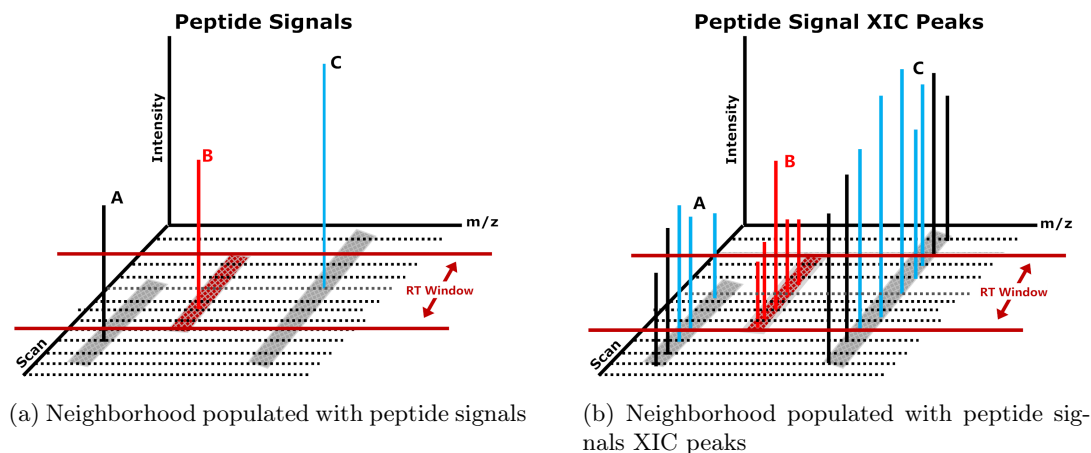 Peptide Signals
Intensity
A
B
C
m/z
RT Window
Scan
(a) Neighborhood populated with peptide signals
Peptide Signal XIC Peaks
Intensity
A
B
C
m/z
RT Window
Scan
(b) Neighborhood populated with peptide sig-
nals XIC peaks